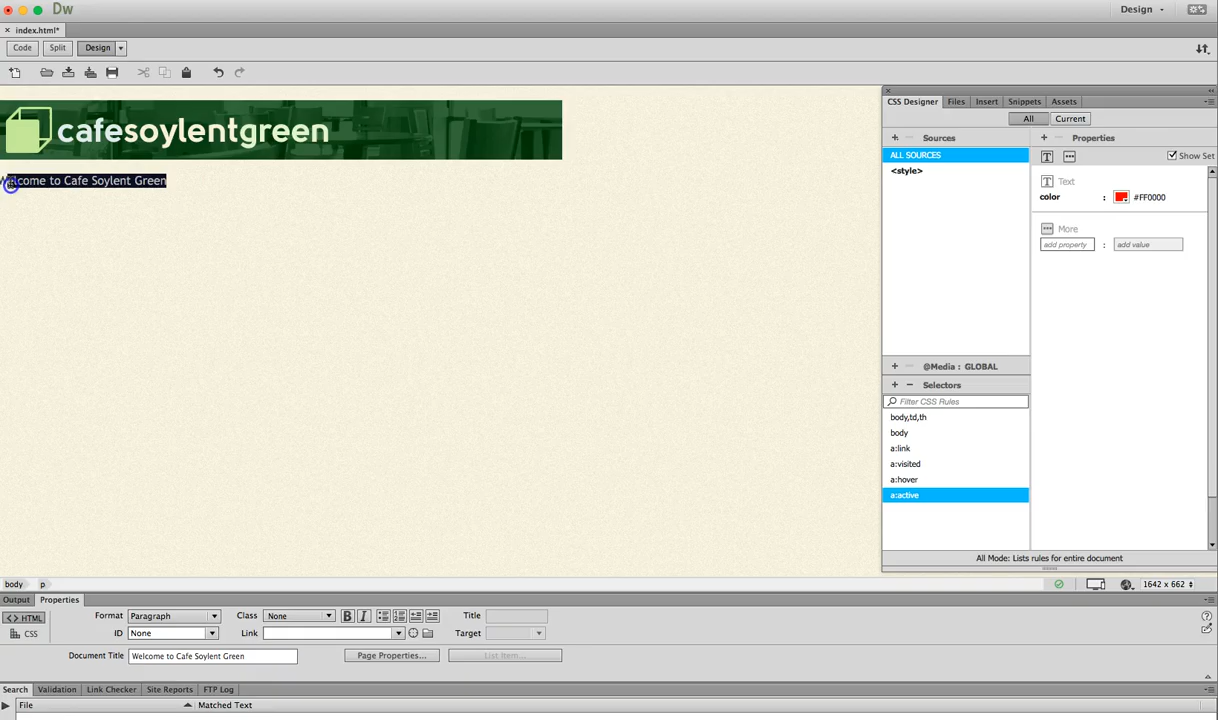 Dw
Design
index.html*
Code Split Design
cafesoylentgreen
Welcome to Cafe Soylent Green
CSS Designer Files Insert Snippets Assets
All Current
Sources
ALL SOURCES
<style>
@Media : GLOBAL
Selectors
Filter CSS Rules
body,td,th
body
a:link
a:visited
a:hover
a:active
Properties
Show Set
Text
color : #FF0000
More
add property : add value
All Mode: Lists rules for entire document
body p
1642 x 662
Output Properties
HTML Format Paragraph Class None B I Title
CSS ID None Link Target
Document Title Welcome to Cafe Soylent Green Page Properties... List Item...
Search Validation Link Checker Site Reports FTP Log
File Matched Text